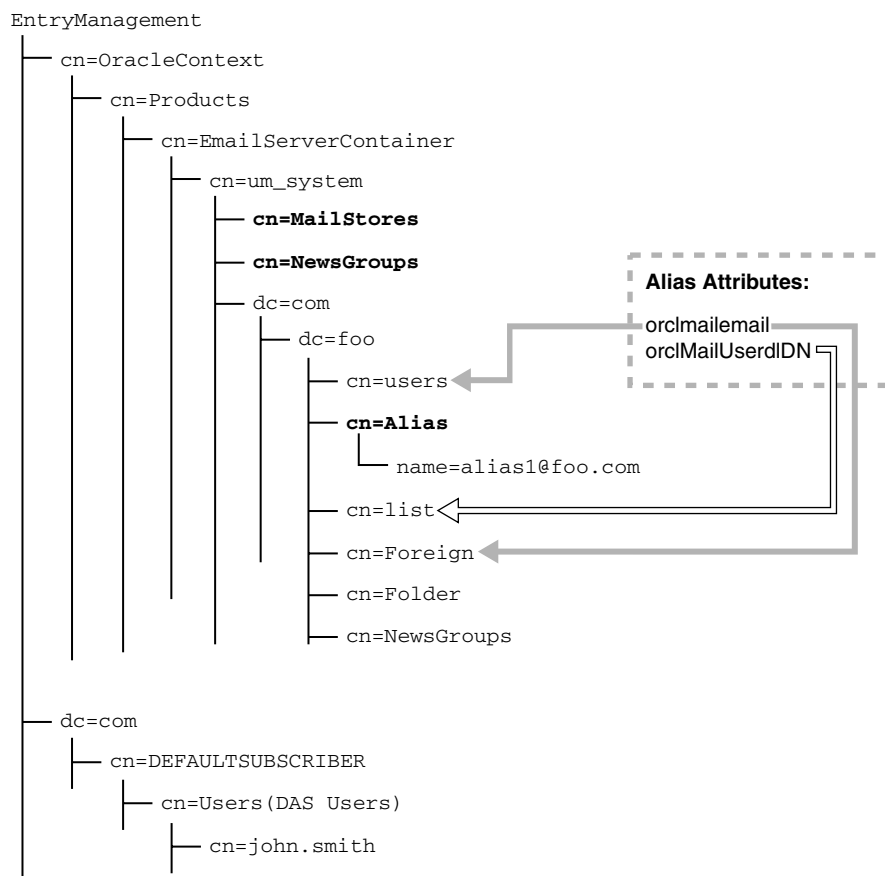 EntryManagement
cn=OracleContext
cn=Products
cn=EmailServerContainer
cn=um_system
cn=MailStores
cn=NewsGroups
Alias Attributes:
dc=com
orclmailemail
dc=foo
orclMailUserdlDN
cn=users
cn=Alias
name=alias1@foo.com
cn=list
cn=Foreign
cn=Folder
cn=NewsGroups
dc=com
cn=DEFAULTSUBSCRIBER
cn=Users(DAS Users)
cn=john.smith